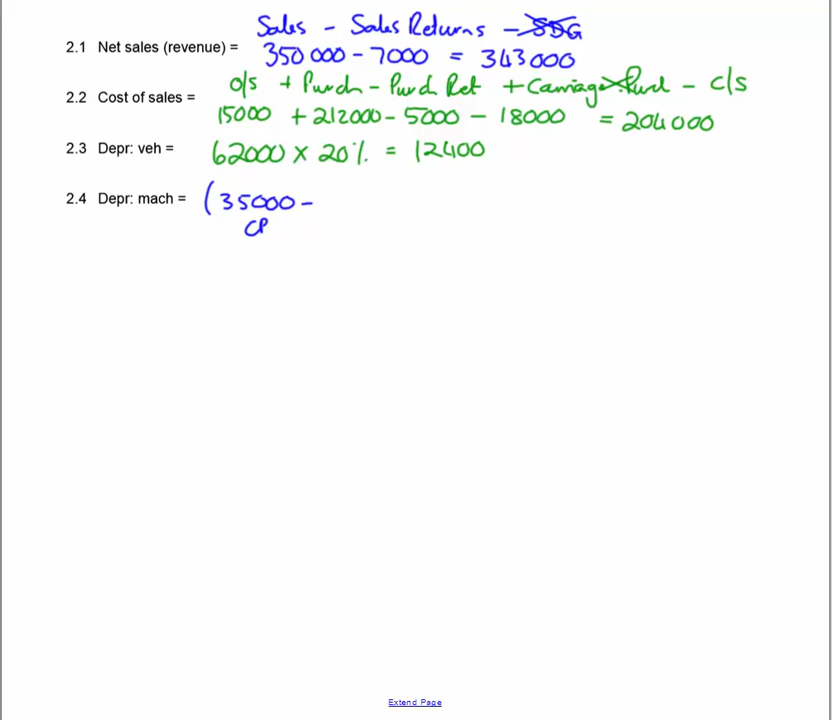 Sales - Sales Returns - SDG
2.1 Net sales (revenue) = 350 000 - 7000 = 343 000
o/s + Purch - Purch Ret + Carriage Purch - c/s
2.2 Cost of sales = 15000 + 212000 - 5000 - 18000 = 204 000
2.3 Depr: veh = 62000 x 20% = 12400
2.4 Depr: mach = (35000 -
CP
Extend Page